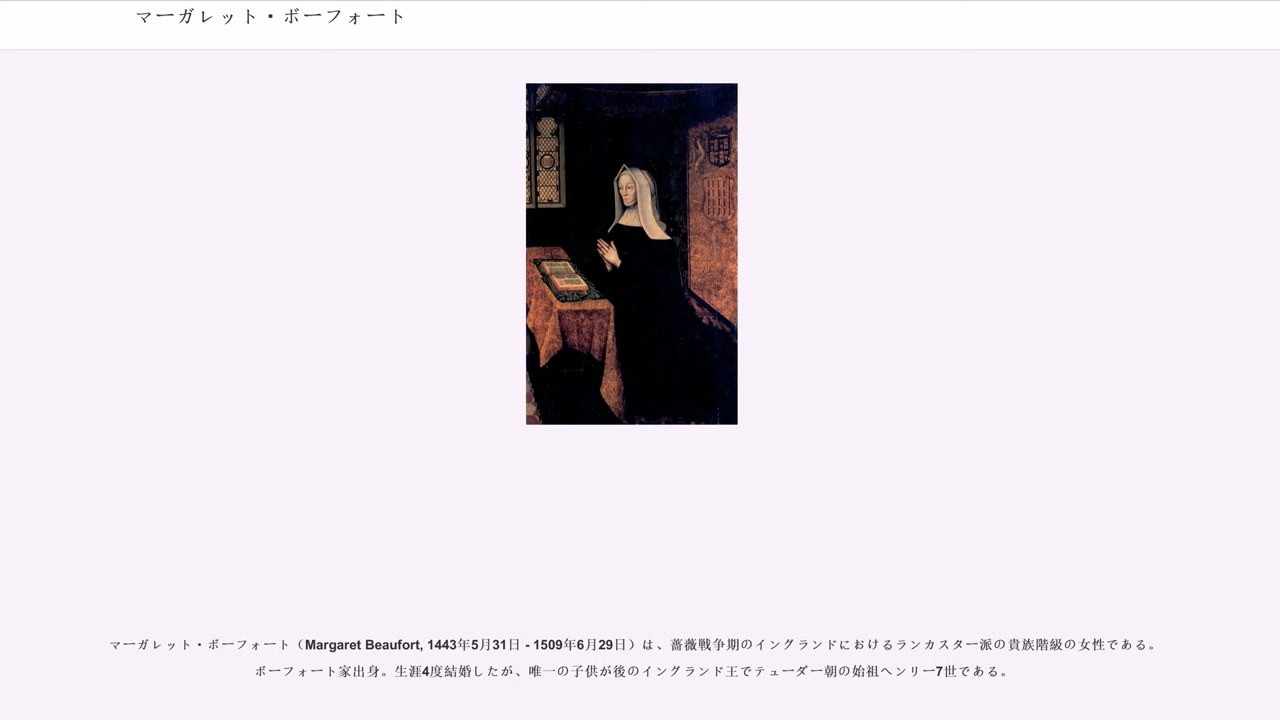 マーガレット・ボーフォート
マーガレット・ボーフォート（Margaret Beaufort, 1443年5月31日 - 1509年6月29日）は、薔薇戦争期のイングランドにおけるランカスター派の貴族階級の女性である。
ボーフォート家出身。生涯4度結婚したが、唯一の子供が後のイングランド王でテューダー朝の始祖ヘンリー7世である。